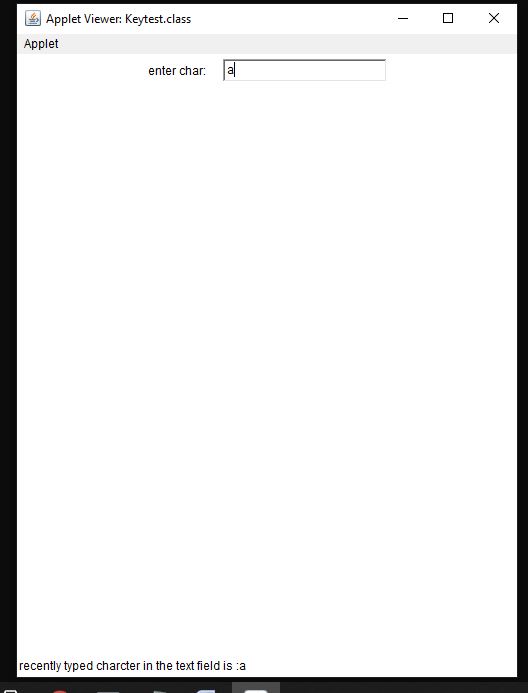 Applet Viewer: Keytest.class
Applet
enter char: a
recently typed charcter in the text field is :a